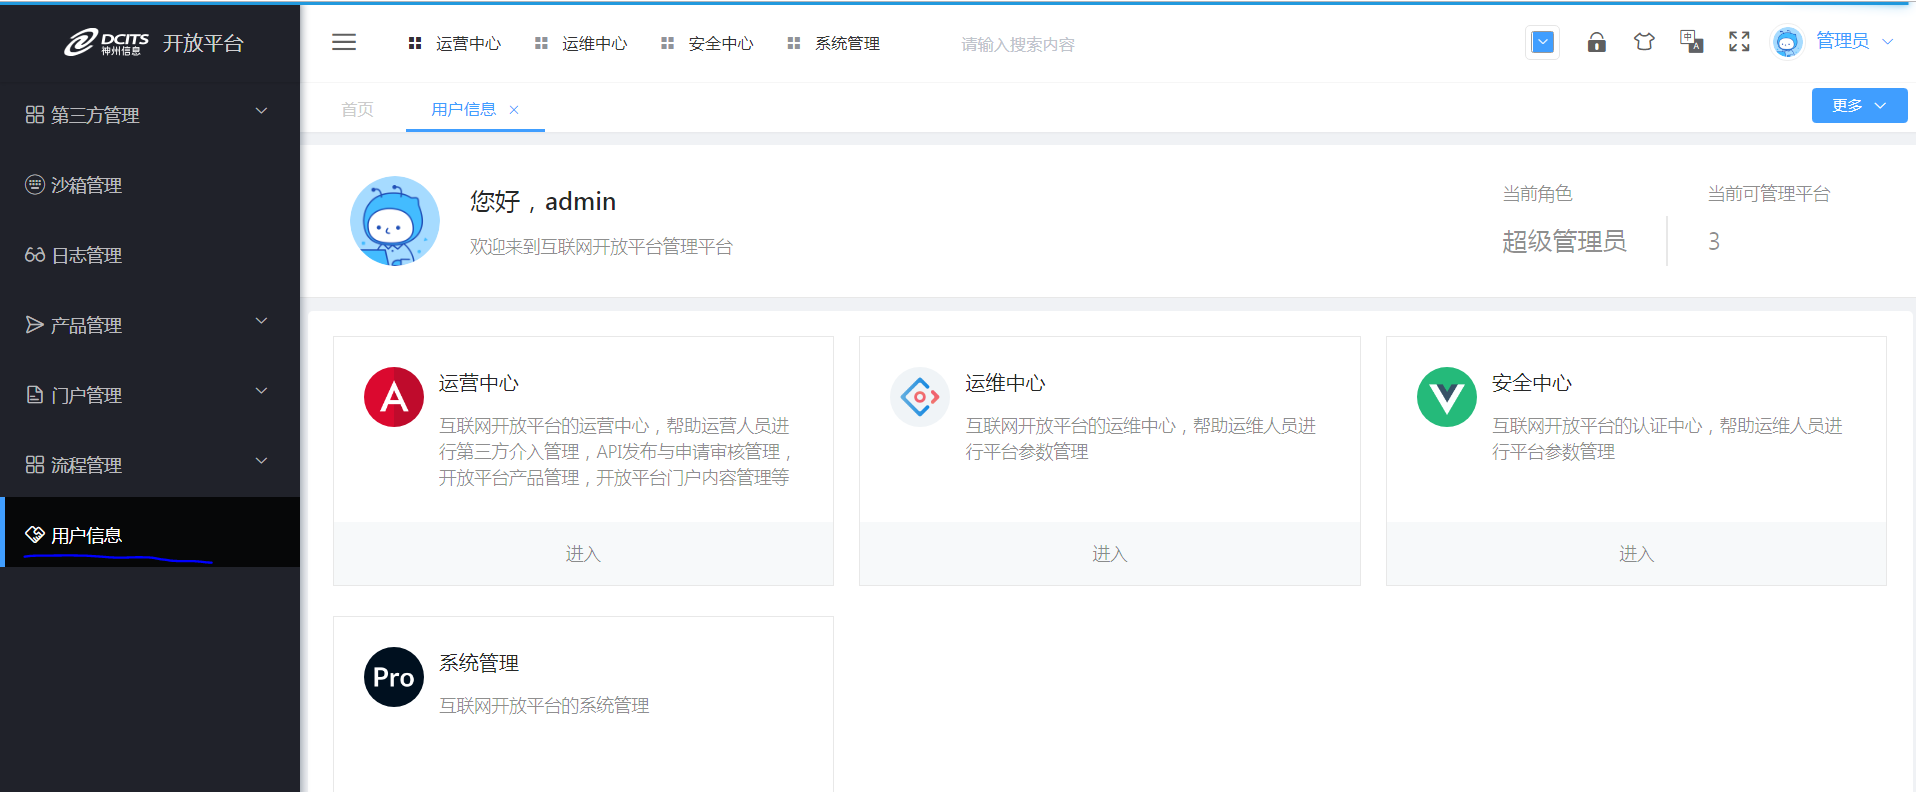 DCITS
神州信息
开放平台
运营中心
运维中心
安全中心
系统管理
请输入搜索内容
中
A
管理员
第三方管理
沙箱管理
日志管理
产品管理
门户管理
流程管理
用户信息
首页
用户信息
更多
您好，admin
欢迎来到互联网开放平台管理平台
当前角色
超级管理员
当前可管理平台
3
A
运营中心
互联网开放平台的运营中心，帮助运营人员进
行第三方介入管理，API发布与申请审核管理，
开放平台产品管理，开放平台门户内容管理等
进入
运维中心
互联网开放平台的运维中心，帮助运维人员进
行平台参数管理
进入
安全中心
互联网开放平台的认证中心，帮助运维人员进
行平台参数管理
进入
Pro
系统管理
互联网开放平台的系统管理